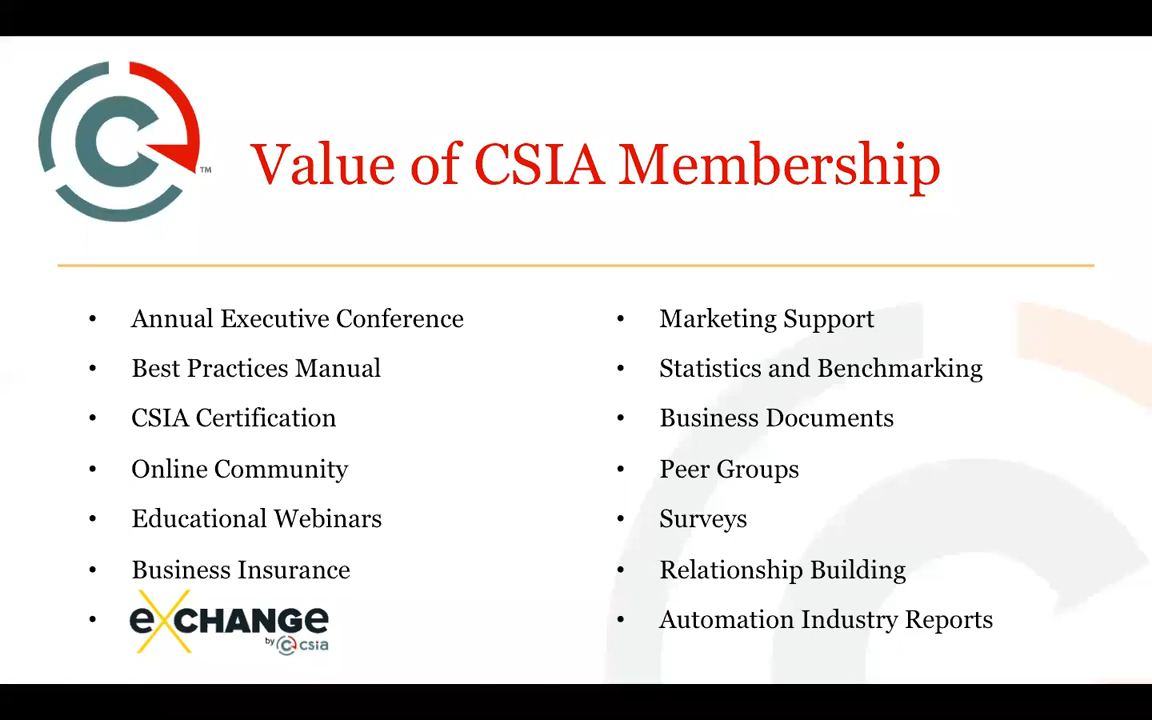 Value of CSIA Membership
TM
• Annual Executive Conference
• Best Practices Manual
• CSIA Certification
• Online Community
• Educational Webinars
• Business Insurance
• eXCHANGE
by csia
• Marketing Support
• Statistics and Benchmarking
• Business Documents
• Peer Groups
• Surveys
• Relationship Building
• Automation Industry Reports